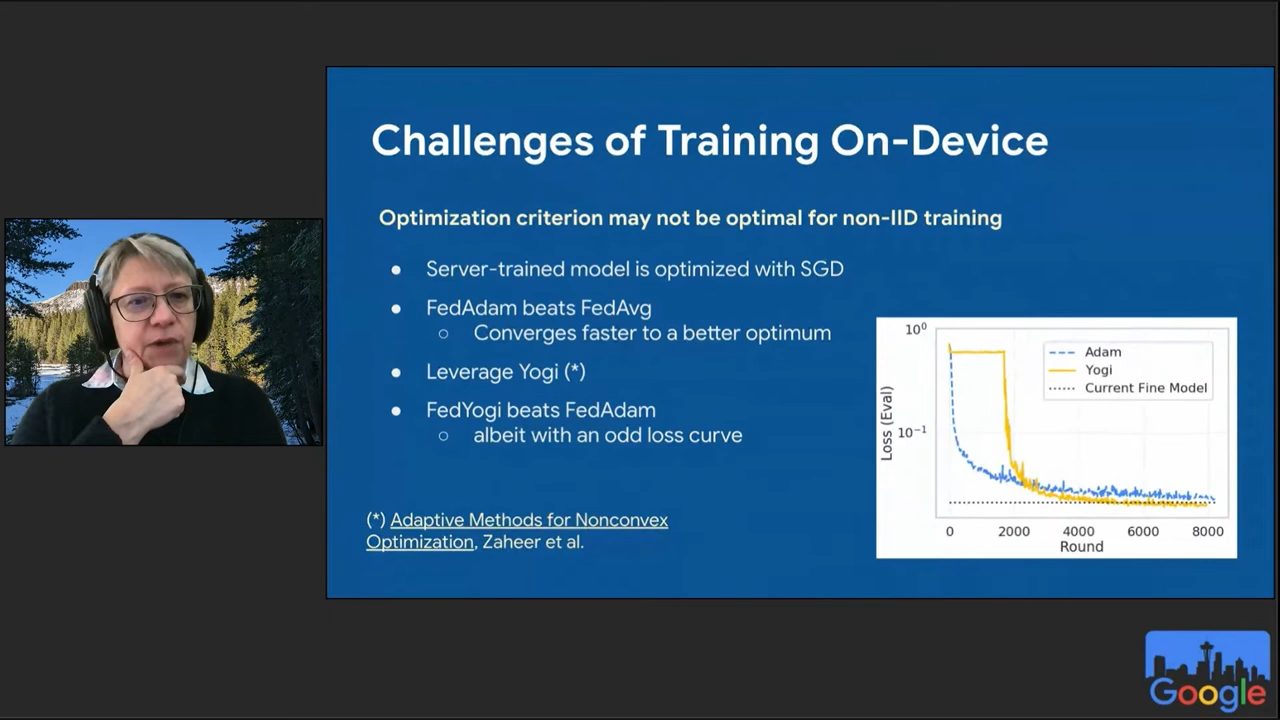 Challenges of Training On-Device
Optimization criterion may not be optimal for non-IID training
● Server-trained model is optimized with SGD
● FedAdam beats FedAvg
○ Converges faster to a better optimum
● Leverage Yogi (*)
● FedYogi beats FedAdam
○ albeit with an odd loss curve
(*) Adaptive Methods for Nonconvex
Optimization, Zaheer et al.
10⁰
10⁻¹
Loss (Eval)
Adam
Yogi
Current Fine Model
0 2000 4000 6000 8000
Round
Google